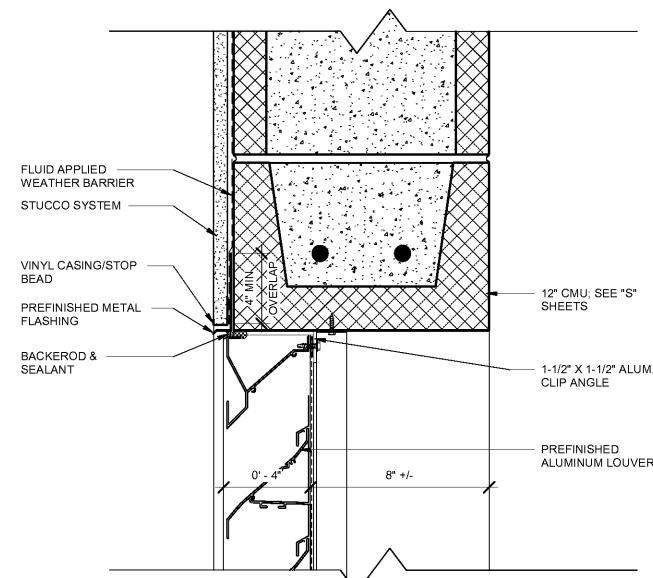 FLUID APPLIED
WEATHER BARRIER
STUCCO SYSTEM
4" MIN.
OVERLAP
VINYL CASING/STOP
BEAD
PREFINISHED METAL
FLASHING
BACKEROD &
SEALANT
12" CMU; SEE "S"
SHEETS
1-1/2" X 1-1/2" ALUM.
CLIP ANGLE
PREFINISHED
ALUMINUM LOUVER
0' - 4"
8" +/-